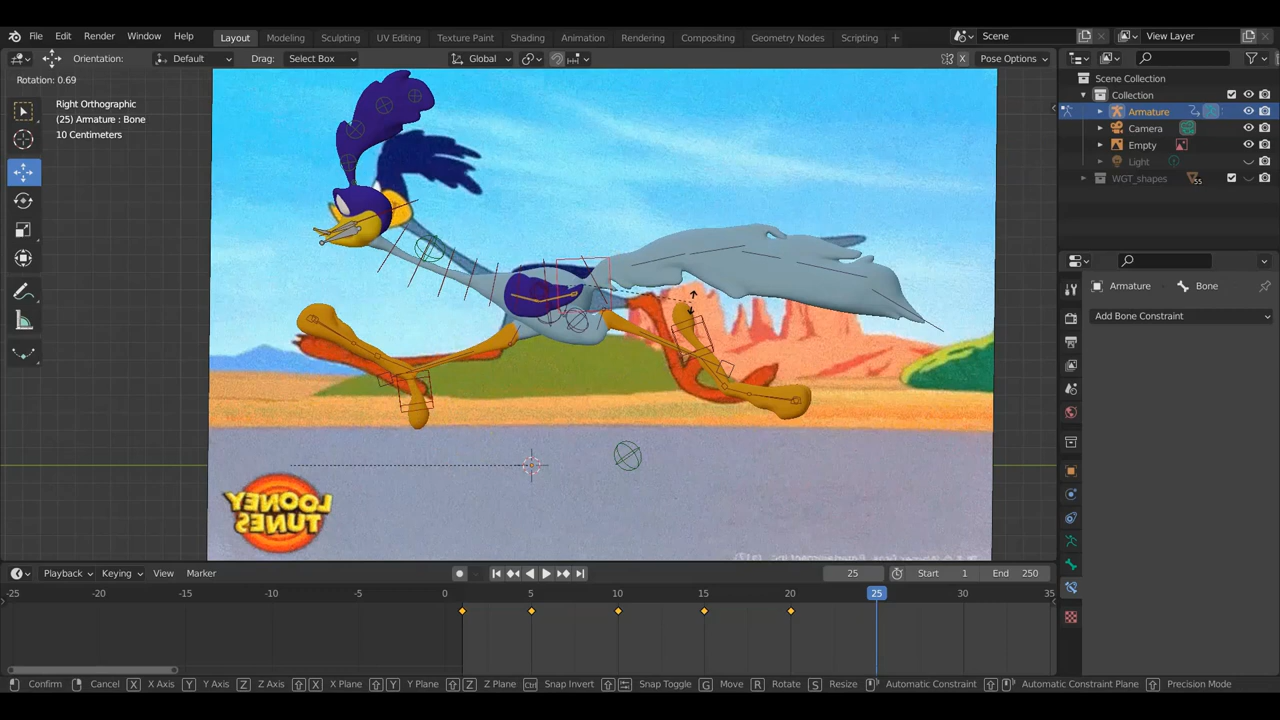 File Edit Render Window Help Layout Modeling Sculpting UV Editing Texture Paint Shading Animation Rendering Compositing Geometry Nodes Scripting + Scene View Layer
Orientation: Default Drag: Select Box Global X Pose Options
Rotation: 0.69
Right Orthographic
(25) Armature : Bone
10 Centimeters
Scene Collection
Collection
Armature
Camera
Empty
Light
WGT_shapes 55
Armature > Bone
Add Bone Constraint
LOONEY
TUNES
Playback Keying View Marker 25 Start 1 End 250
-25 -20 -15 -10 -5 0 5 10 15 20 25 30 35
Confirm Cancel X X Axis Y Y Axis Z Z Axis X X Plane Y Y Plane Z Z Plane Ctrl Snap Invert Snap Toggle G Move R Rotate S Resize Automatic Constraint Automatic Constraint Plane Precision Mode